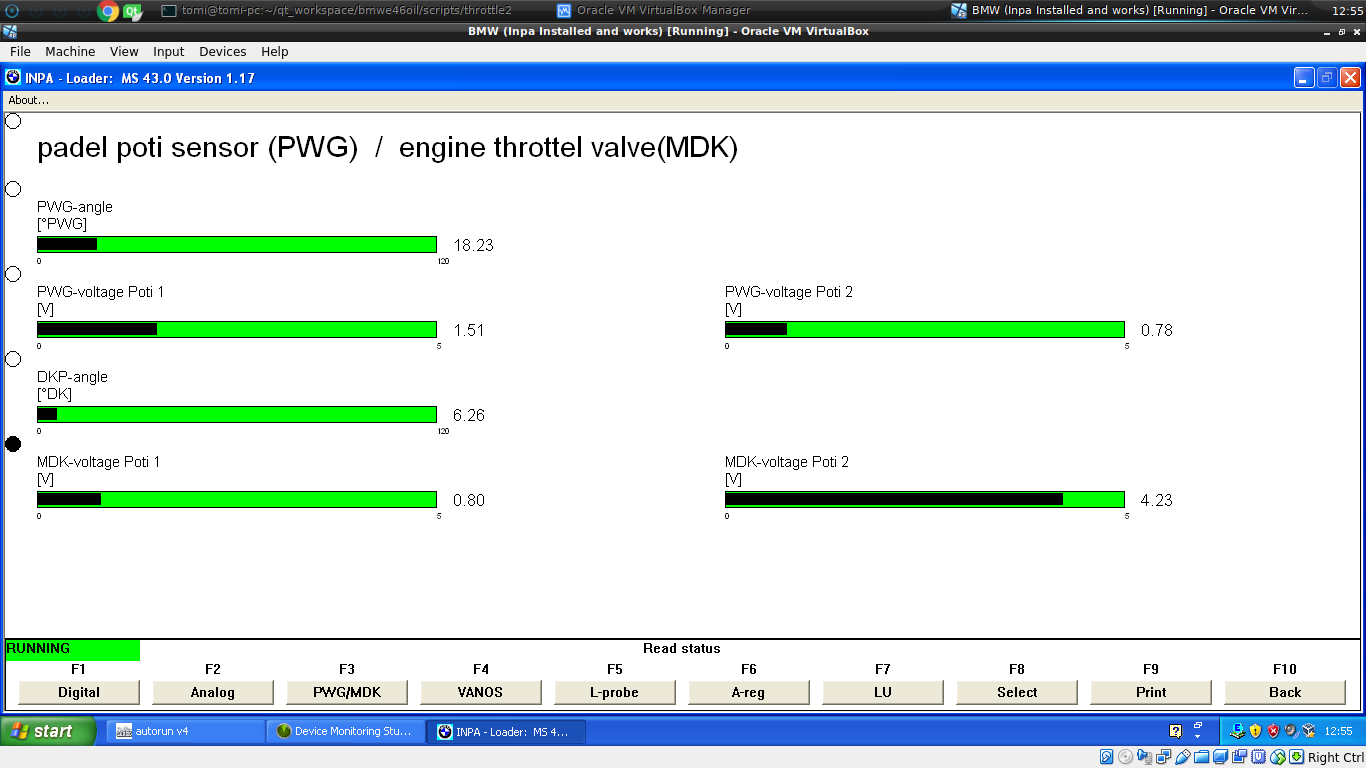 tomi@tomi-pc:~/qt_workspace/bmwe46oil/scripts/throttle2
Oracle VM VirtualBox Manager
BMW (Inpa Installed and works) [Running] - Oracle VM Vir...
12:55
BMW (Inpa Installed and works) [Running] - Oracle VM VirtualBox
File Machine View Input Devices Help
INPA - Loader: MS 43.0 Version 1.17
About...
padel poti sensor (PWG) / engine throttel valve(MDK)
PWG-angle
[°PWG]
18.23
0 120
PWG-voltage Poti 1
[V]
1.51
0 5
PWG-voltage Poti 2
[V]
0.78
0 5
DKP-angle
[°DK]
6.26
0 120
MDK-voltage Poti 1
[V]
0.80
0 5
MDK-voltage Poti 2
[V]
4.23
0 5
RUNNING
Read status
F1 F2 F3 F4 F5 F6 F7 F8 F9 F10
Digital Analog PWG/MDK VANOS L-probe A-reg LU Select Print Back
start
autorun v4
Device Monitoring Stu...
INPA - Loader: MS 4...
12:55
Right Ctrl